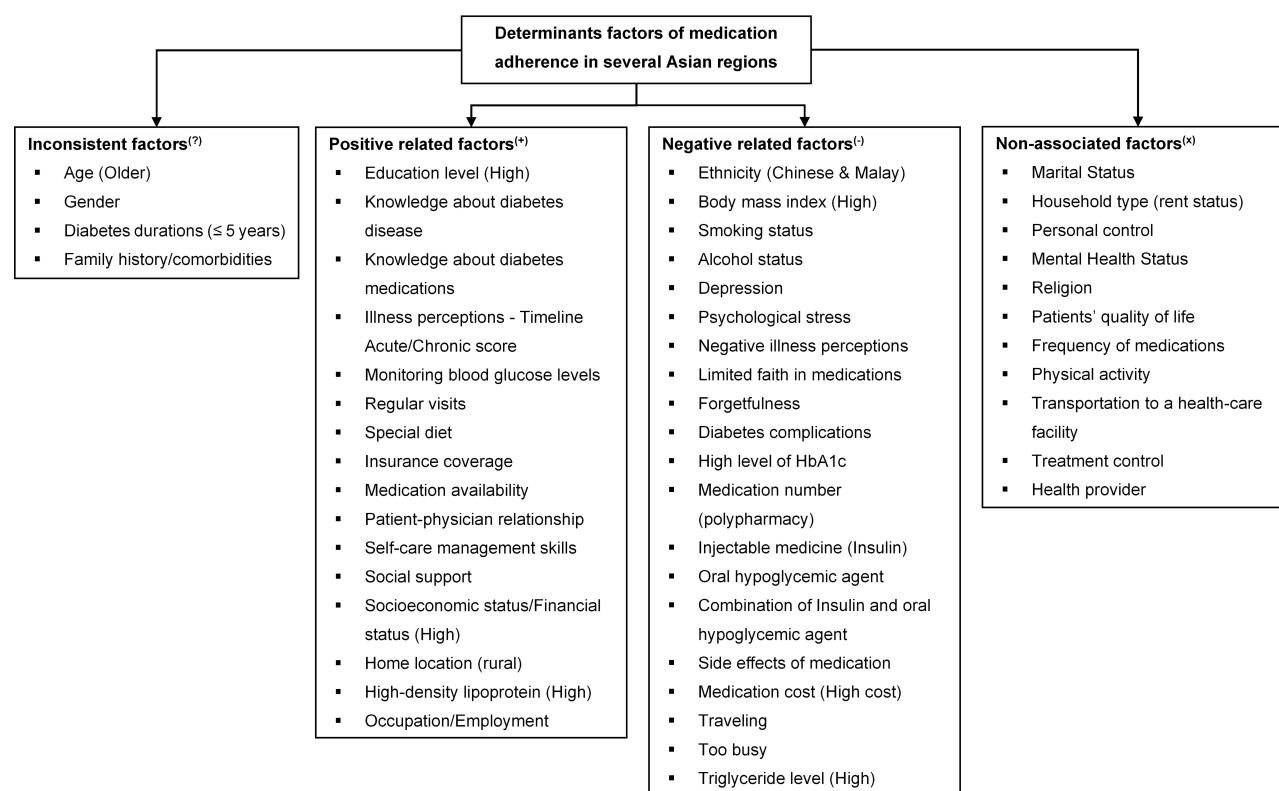 Determinants factors of medication
adherence in several Asian regions
Inconsistent factors(?)
▪ Age (Older)
▪ Gender
▪ Diabetes durations (≤ 5 years)
▪ Family history/comorbidities
Positive related factors(+)
▪ Education level (High)
▪ Knowledge about diabetes
disease
▪ Knowledge about diabetes
medications
▪ Illness perceptions - Timeline
Acute/Chronic score
▪ Monitoring blood glucose levels
▪ Regular visits
▪ Special diet
▪ Insurance coverage
▪ Medication availability
▪ Patient-physician relationship
▪ Self-care management skills
▪ Social support
▪ Socioeconomic status/Financial
status (High)
▪ Home location (rural)
▪ High-density lipoprotein (High)
▪ Occupation/Employment
Negative related factors(-)
▪ Ethnicity (Chinese & Malay)
▪ Body mass index (High)
▪ Smoking status
▪ Alcohol status
▪ Depression
▪ Psychological stress
▪ Negative illness perceptions
▪ Limited faith in medications
▪ Forgetfulness
▪ Diabetes complications
▪ High level of HbA1c
▪ Medication number
(polypharmacy)
▪ Injectable medicine (Insulin)
▪ Oral hypoglycemic agent
▪ Combination of Insulin and oral
hypoglycemic agent
▪ Side effects of medication
▪ Medication cost (High cost)
▪ Traveling
▪ Too busy
▪ Triglyceride level (High)
Non-associated factors(x)
▪ Marital Status
▪ Household type (rent status)
▪ Personal control
▪ Mental Health Status
▪ Religion
▪ Patients’ quality of life
▪ Frequency of medications
▪ Physical activity
▪ Transportation to a health-care
facility
▪ Treatment control
▪ Health provider